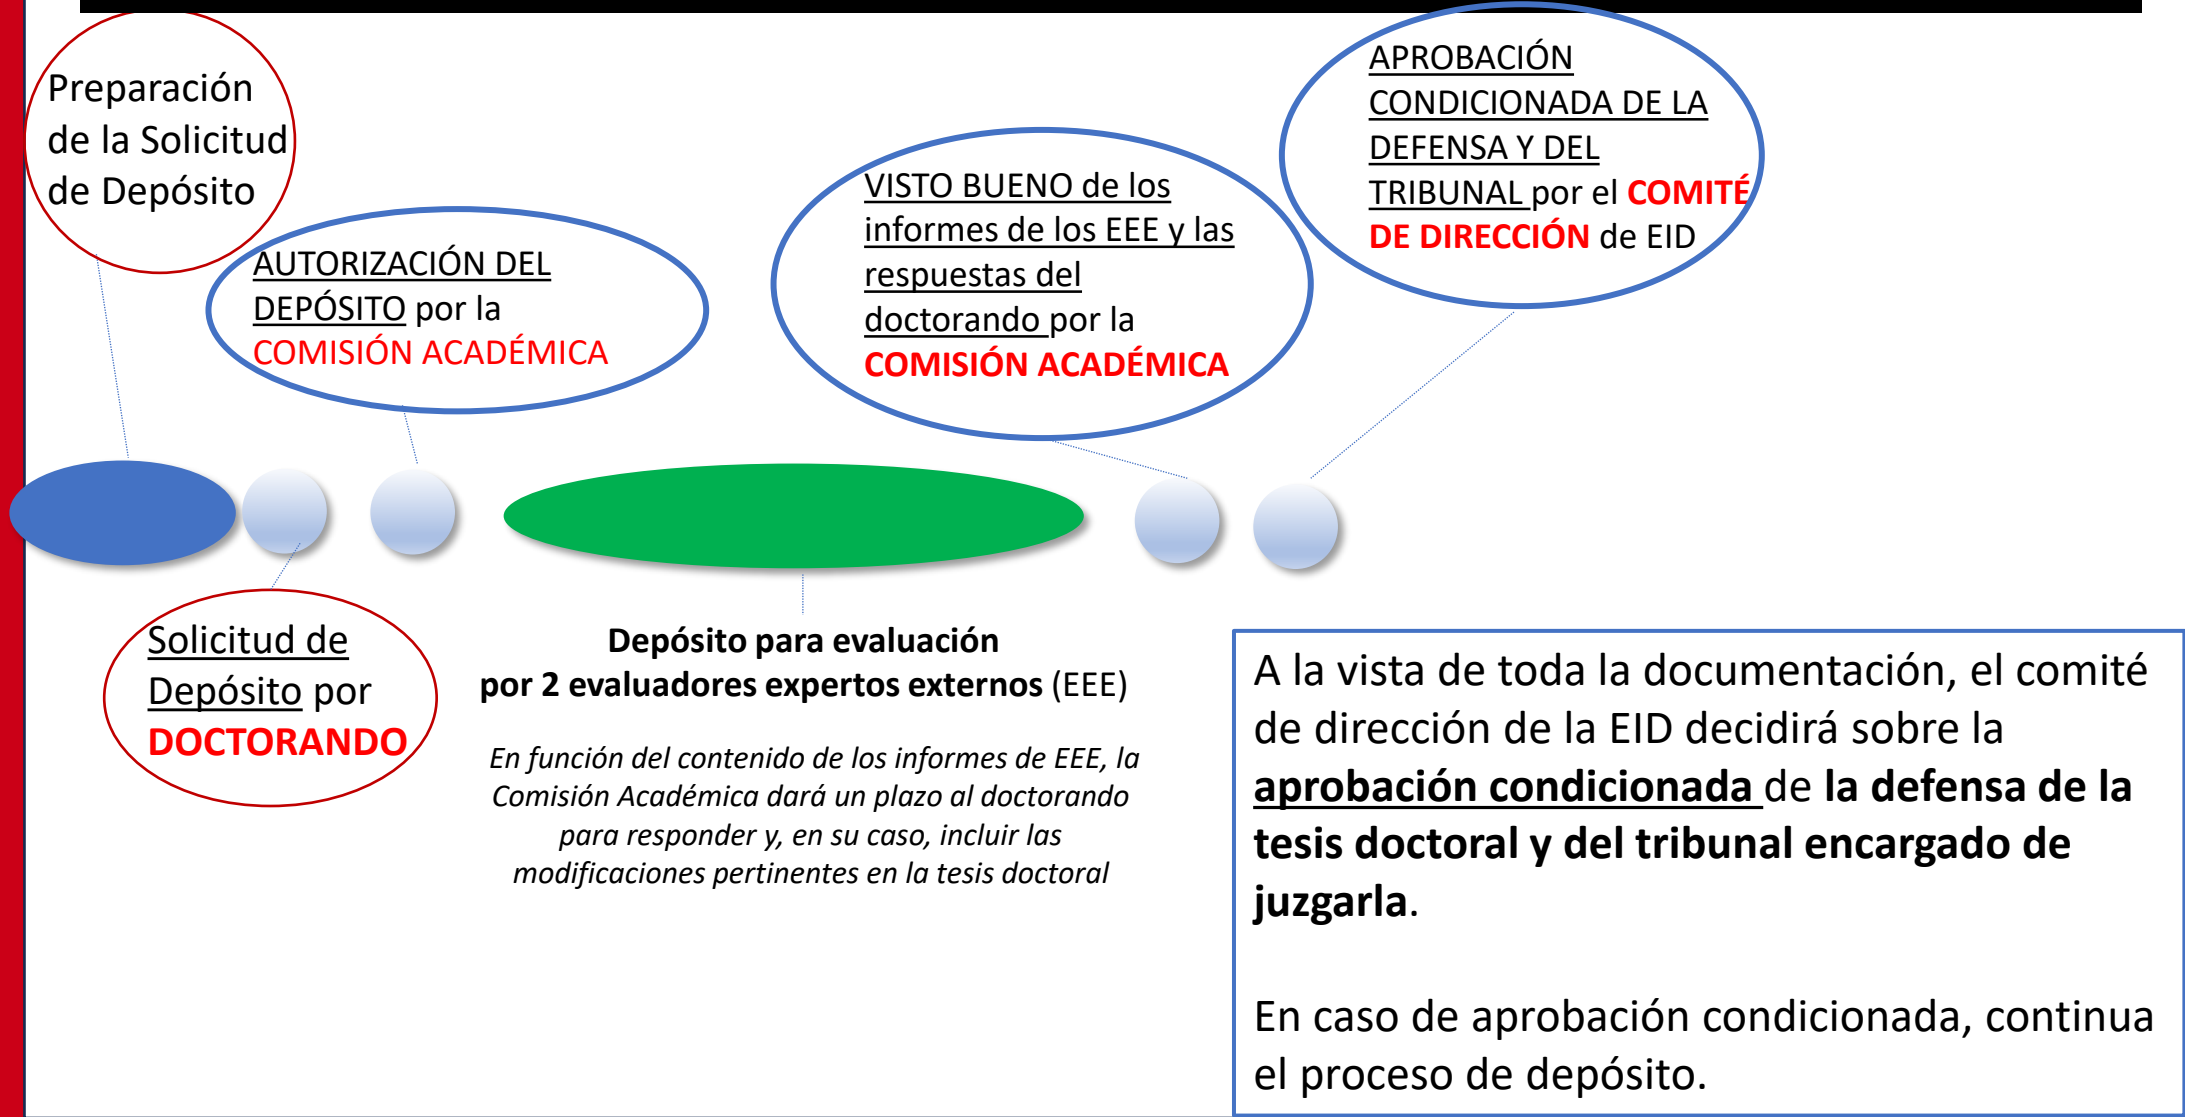 Preparación
de la Solicitud
de Depósito
AUTORIZACIÓN DEL
DEPÓSITO por la
COMISIÓN ACADÉMICA
VISTO BUENO de los
informes de los EEE y las
respuestas del
doctorando por la
COMISIÓN ACADÉMICA
APROBACIÓN
CONDICIONADA DE LA
DEFENSA Y DEL
TRIBUNAL por el COMITÉ
DE DIRECCIÓN de EID
Solicitud de
Depósito por
DOCTORANDO
Depósito para evaluación
por 2 evaluadores expertos externos (EEE)
En función del contenido de los informes de EEE, la
Comisión Académica dará un plazo al doctorando
para responder y, en su caso, incluir las
modificaciones pertinentes en la tesis doctoral
A la vista de toda la documentación, el comité
de dirección de la EID decidirá sobre la
aprobación condicionada de la defensa de la
tesis doctoral y del tribunal encargado de
juzgarla.
En caso de aprobación condicionada, continua
el proceso de depósito.